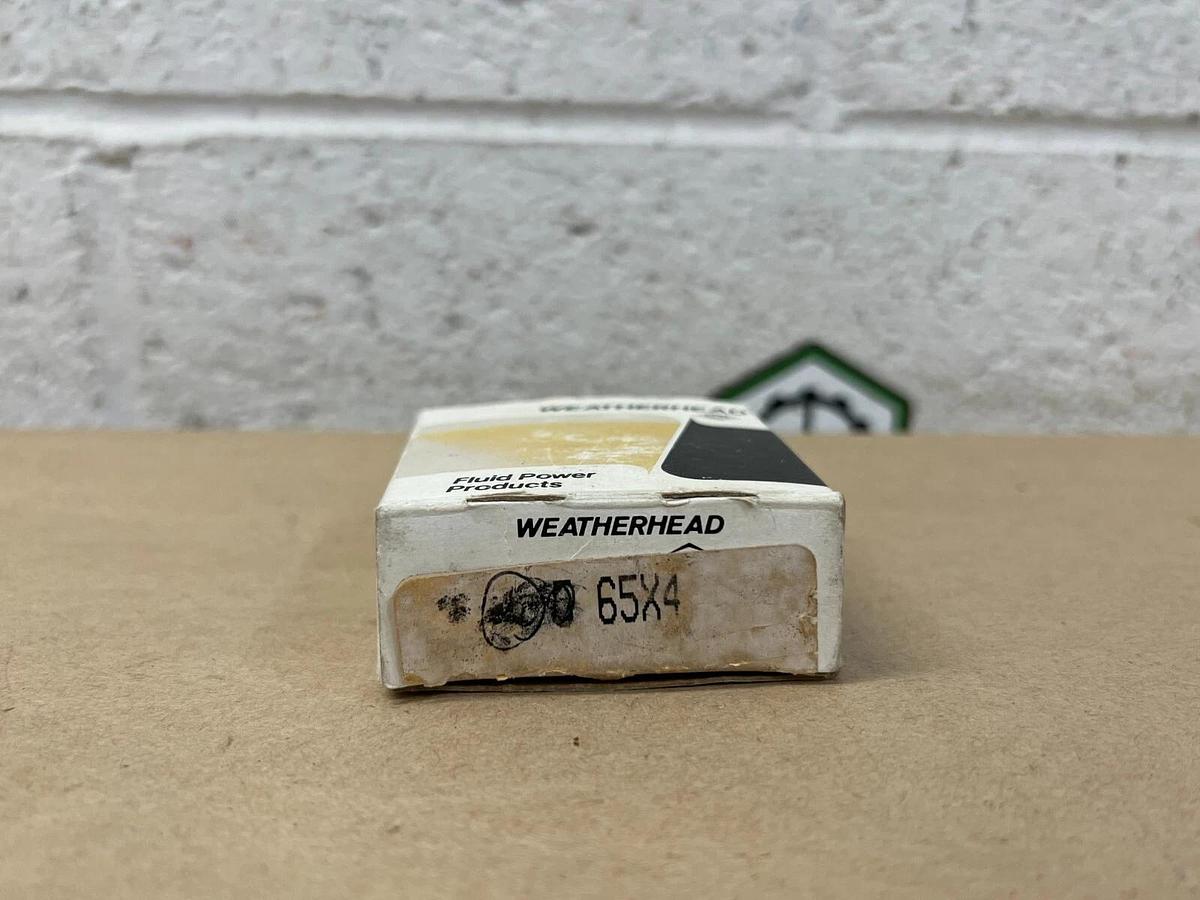 WEATHERHEAD
Fluid Power
Products
WEATHERHEAD
65X4